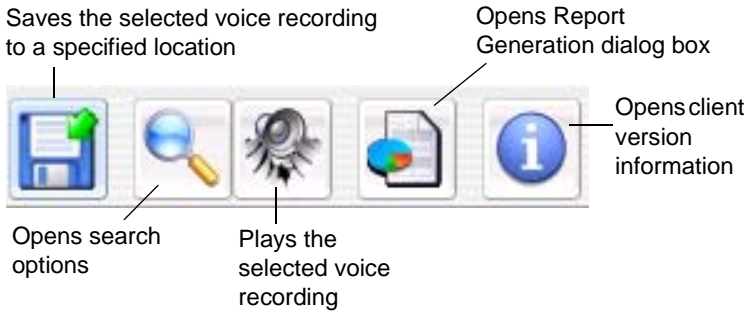 Saves the selected voice recording
to a specified location
Opens Report
Generation dialog box
Opens client
version
information
Opens search
options
Plays the
selected voice
recording